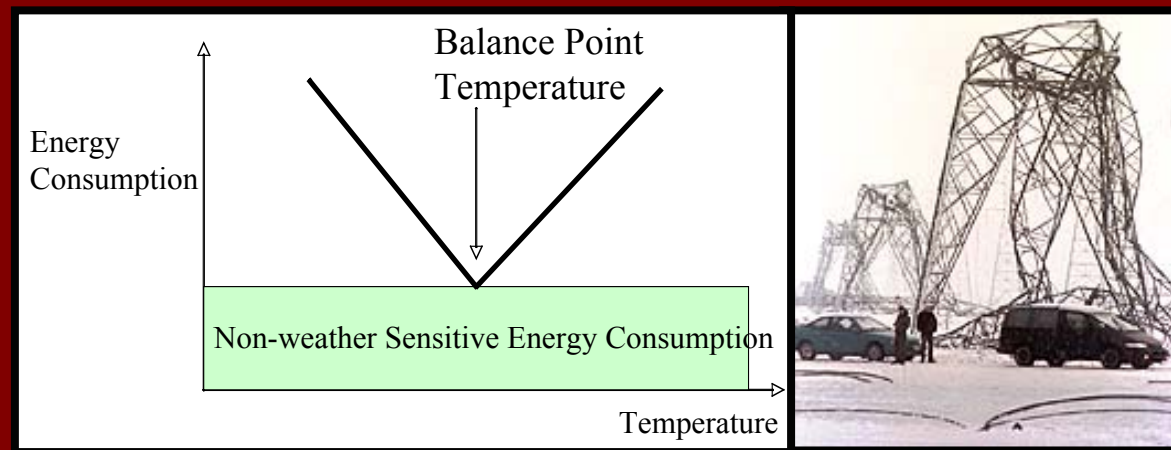 Balance Point
Temperature
Energy
Consumption
Non-weather Sensitive Energy Consumption
Temperature